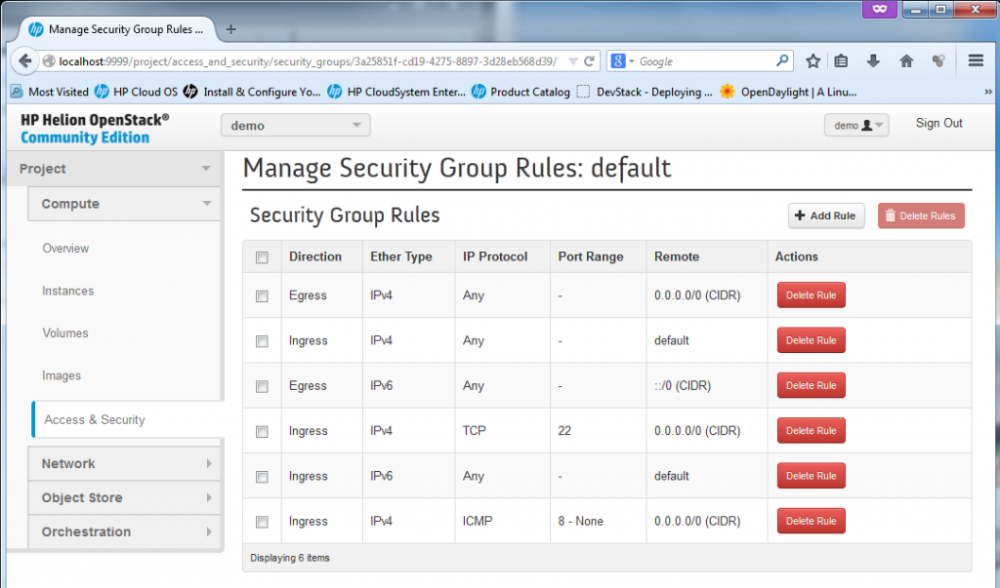 Manage Security Group Rules ...
localhost:9999/project/access_and_security/security_groups/3a25851f-cd19-4275-8897-3d28eb568d39/
Google
Most Visited HP Cloud OS Install & Configure Yo... HP CloudSystem Enter... Product Catalog DevStack - Deploying ... OpenDaylight | A Linu...
HP Helion OpenStack®
Community Edition
demo
demo
Sign Out
Project
Compute
Overview
Instances
Volumes
Images
Access & Security
Network
Object Store
Orchestration
Manage Security Group Rules: default
Security Group Rules
+ Add Rule
Delete Rules
Direction Ether Type IP Protocol Port Range Remote Actions
Egress IPv4 Any - 0.0.0.0/0 (CIDR) Delete Rule
Ingress IPv4 Any - default Delete Rule
Egress IPv6 Any - ::/0 (CIDR) Delete Rule
Ingress IPv4 TCP 22 0.0.0.0/0 (CIDR) Delete Rule
Ingress IPv6 Any - default Delete Rule
Ingress IPv4 ICMP 8 - None 0.0.0.0/0 (CIDR) Delete Rule
Displaying 6 items